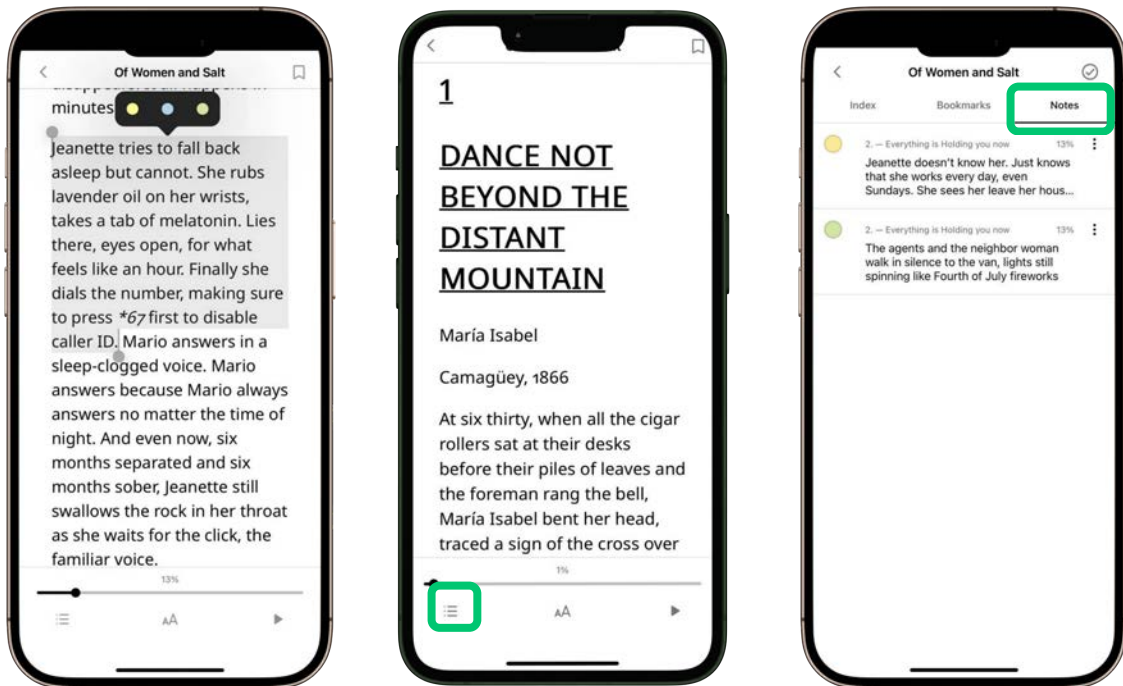 Of Women and Salt
minutes
Jeanette tries to fall back
asleep but cannot. She rubs
lavender oil on her wrists,
takes a tab of melatonin. Lies
there, eyes open, for what
feels like an hour. Finally she
dials the number, making sure
to press *67 first to disable
caller ID. Mario answers in a
sleep-clogged voice. Mario
answers because Mario always
answers no matter the time of
night. And even now, six
months separated and six
months sober, Jeanette still
swallows the rock in her throat
as she waits for the click, the
familiar voice.
13%
AA
1
DANCE NOT
BEYOND THE
DISTANT
MOUNTAIN
María Isabel
Camagüey, 1866
At six thirty, when all the cigar
rollers sat at their desks
before their piles of leaves and
the foreman rang the bell,
María Isabel bent her head,
traced a sign of the cross over
1%
AA
Of Women and Salt
Index Bookmarks Notes
2. — Everything is Holding you now 13%
Jeanette doesn't know her. Just knows
that she works every day, even
Sundays. She sees her leave her hous...
2. — Everything is Holding you now 13%
The agents and the neighbor woman
walk in silence to the van, lights still
spinning like Fourth of July fireworks